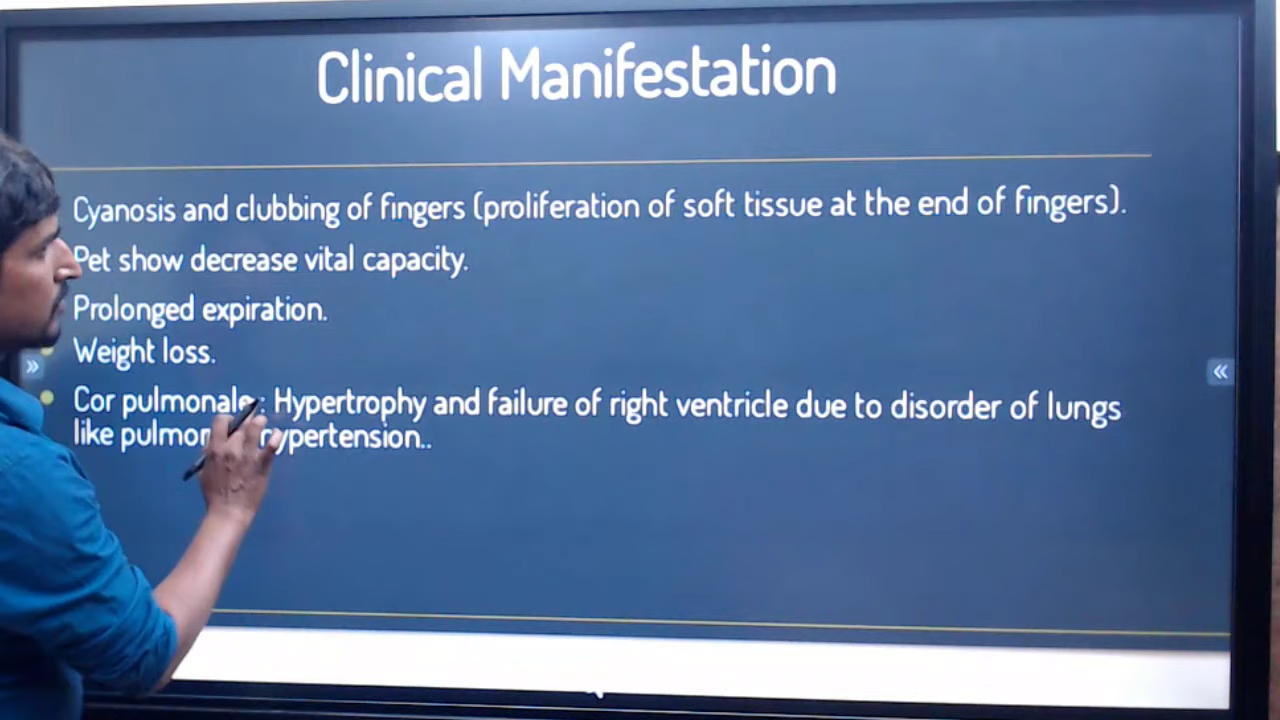 Clinical Manifestation
Cyanosis and clubbing of fingers (proliferation of soft tissue at the end of fingers).
Pet show decrease vital capacity.
Prolonged expiration.
Weight loss.
Cor pulmonale : Hypertrophy and failure of right ventricle due to disorder of lungs
like hypertension..